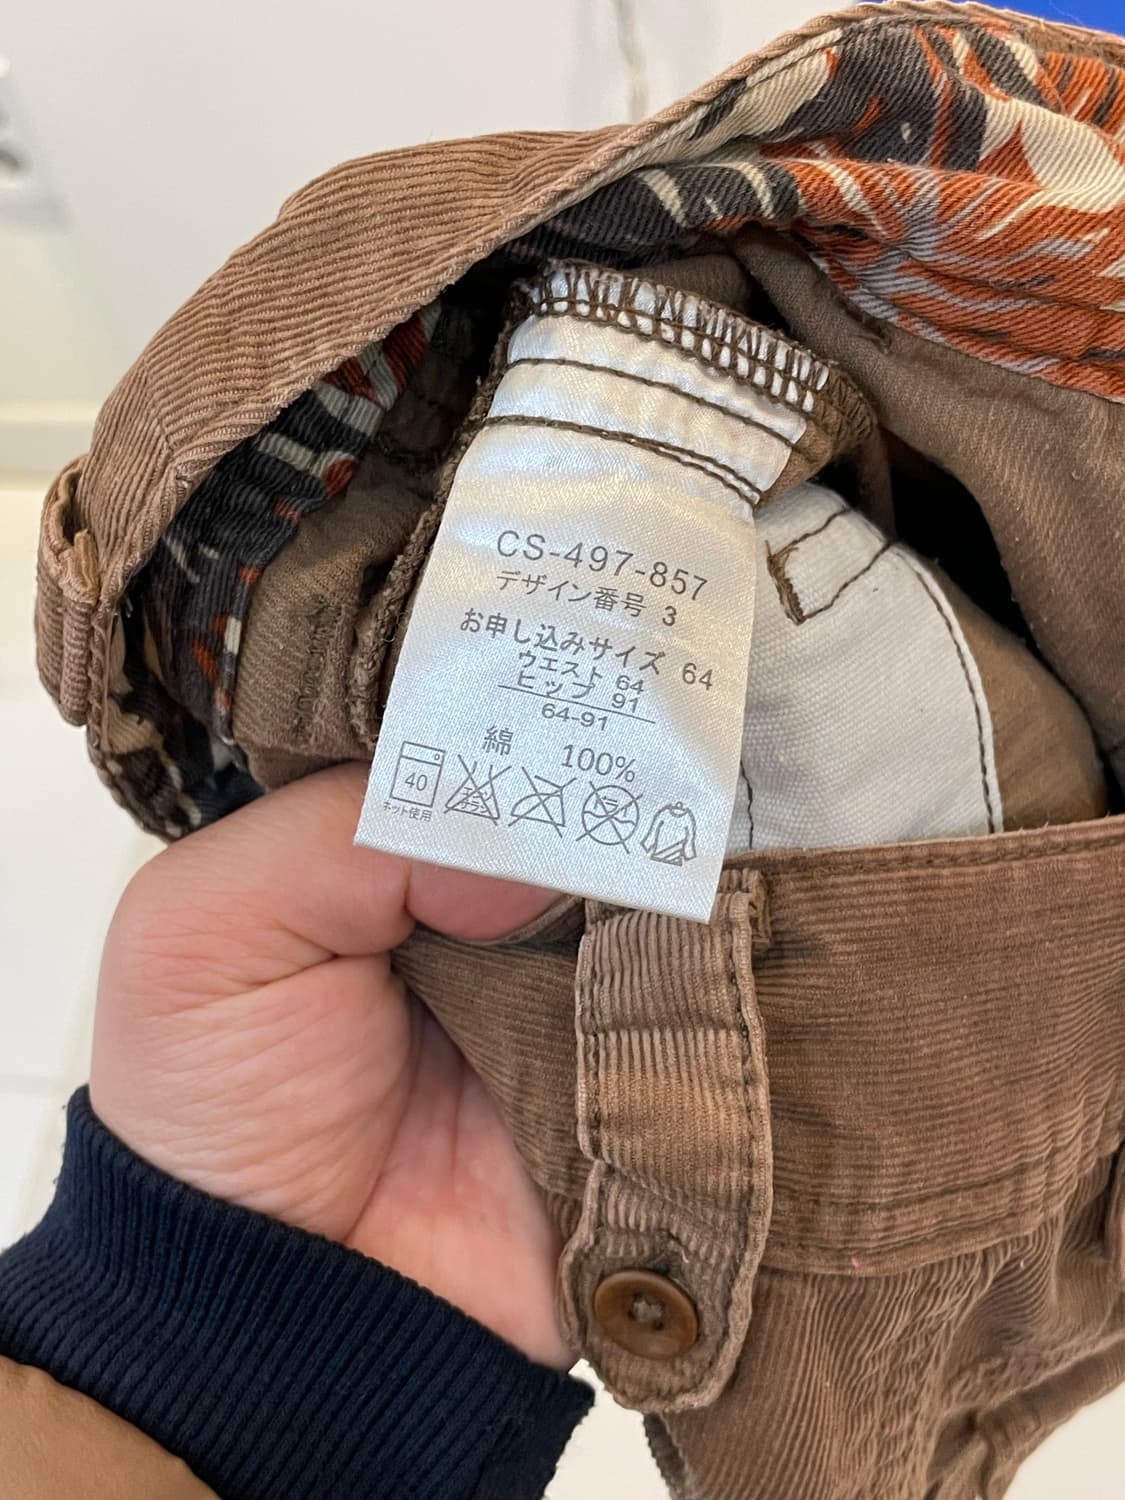 CS-497-857
デザイン番号 3
お申し込みサイズ 64
ウエスト 64
ヒップ 91
64-91
綿 100%
40
ネット使用